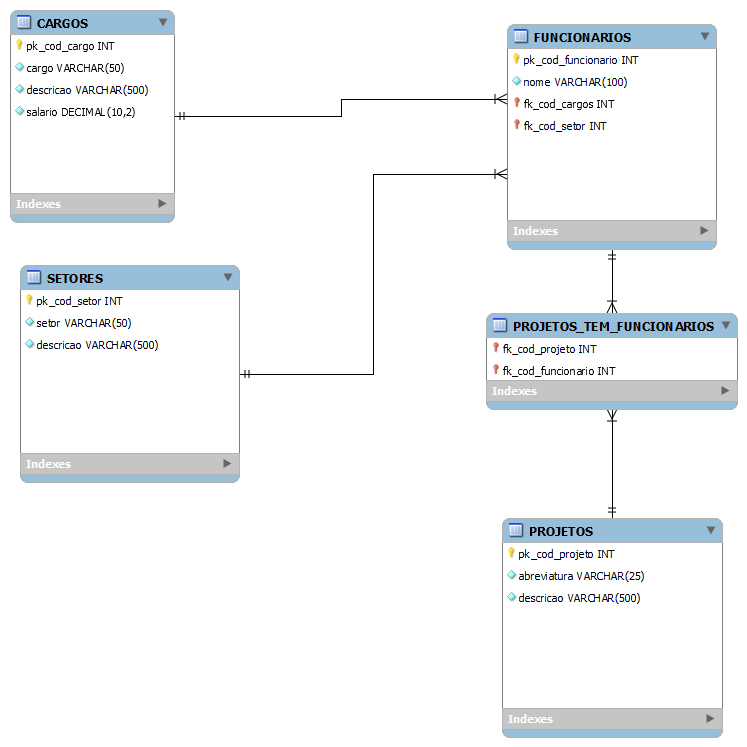 CARGOS
pk_cod_cargo INT
cargo VARCHAR(50)
descricao VARCHAR(500)
salario DECIMAL(10,2)
Indexes
FUNCIONARIOS
pk_cod_funcionario INT
nome VARCHAR(100)
fk_cod_cargos INT
fk_cod_setor INT
Indexes
SETORES
pk_cod_setor INT
setor VARCHAR(50)
descricao VARCHAR(500)
Indexes
PROJETOS_TEM_FUNCIONARIOS
fk_cod_projeto INT
fk_cod_funcionario INT
Indexes
PROJETOS
pk_cod_projeto INT
abreviatura VARCHAR(25)
descricao VARCHAR(500)
Indexes